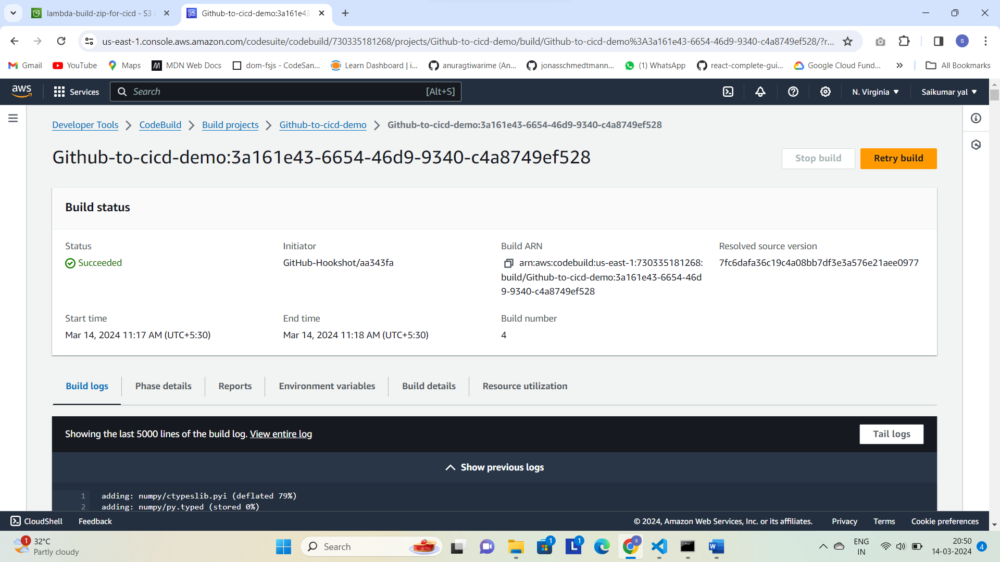 lambda-build-zip-for-cicd - S3
Github-to-cicd-demo:3a161e43
us-east-1.console.aws.amazon.com/codesuite/codebuild/730335181268/projects/Github-to-cicd-demo/build/Github-to-cicd-demo%3A3a161e43-6654-46d9-9340-c4a8749ef528/?r...
S
Gmail YouTube Maps M MDN Web Docs dom-fsjs - CodeSan... Learn Dashboard | i... anuragtiwarime (An... jonasschmedtmann... (1) WhatsApp react-complete-gui... Google Cloud Fund... All Bookmarks
aws Services Search [Alt+S] N. Virginia Saikumar yal
Developer Tools CodeBuild Build projects Github-to-cicd-demo Github-to-cicd-demo:3a161e43-6654-46d9-9340-c4a8749ef528
Github-to-cicd-demo:3a161e43-6654-46d9-9340-c4a8749ef528
Stop build Retry build
Build status
Status
Succeeded
Initiator
GitHub-Hookshot/aa343fa
Build ARN
arn:aws:codebuild:us-east-1:730335181268:
build/Github-to-cicd-demo:3a161e43-6654-46d
9-9340-c4a8749ef528
Resolved source version
7fc6dafa36c19c4a08bb7df3e3a576e21aee0977
Start time
Mar 14, 2024 11:17 AM (UTC+5:30)
End time
Mar 14, 2024 11:18 AM (UTC+5:30)
Build number
4
Build logs Phase details Reports Environment variables Build details Resource utilization
Showing the last 5000 lines of the build log. View entire log
Tail logs
Show previous logs
1 adding: numpy/ctypeslib.pyi (deflated 79%)
2 adding: numpy/py.typed (stored 0%)
CloudShell Feedback © 2024, Amazon Web Services, Inc. or its affiliates. Privacy Terms Cookie preferences
1
32°C
Partly cloudy
Search
1
L 1
S
W
ENG
IN
20:50
14-03-2024
4